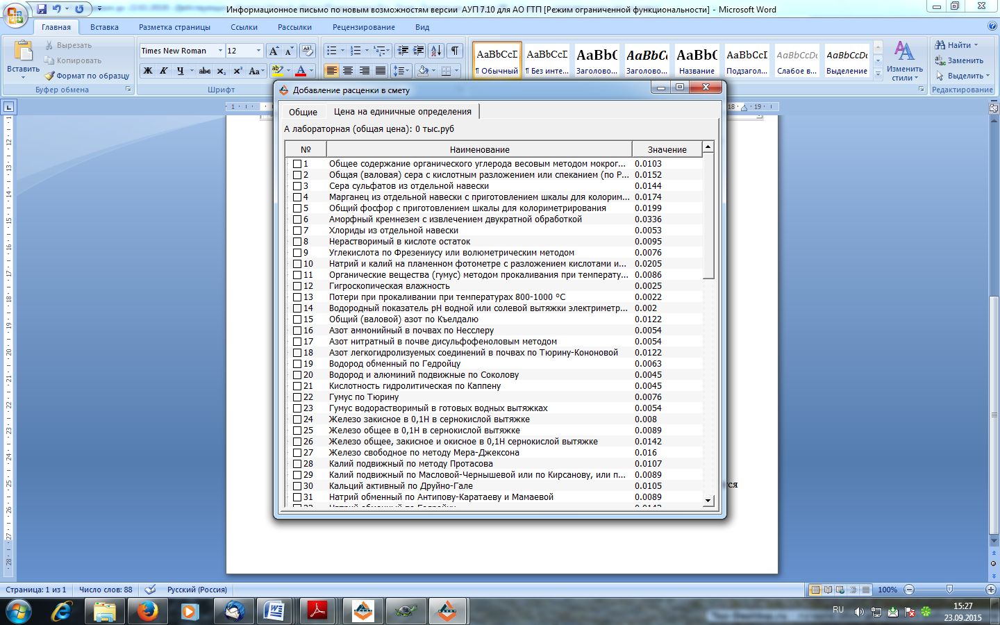 Информационное письмо по новым возможностям версии АУП 7.10 для АО ГТП [Режим ограниченной функциональности] - Microsoft Word
Главная Вставка Разметка страницы Ссылки Рассылки Рецензирование Вид
Вставить
Вырезать
Копировать
Формат по образцу
Буфер обмена
Times New Roman 12
Шрифт
AaBbCcD AaBbCcD AaBbC AaBbCc AaBbC AaBbCcI AaBbCcDc AaBbCcDc
¶ Обычный ¶ Без инте... Заголово... Заголово... Название Подзагол... Слабое в... Выделение
Изменить стили
Найти
Заменить
Выделить
Редактирование
Добавление расценки в смету
Общие Цена на единичные определения
А лабораторная (общая цена): 0 тыс.руб
№ Наименование Значение
1 Общее содержание органического углерода весовым методом мокрог... 0.0103
2 Общая (валовая) сера с кислотным разложением или спеканием (по Р... 0.0152
3 Сера сульфатов из отдельной навески 0.0144
4 Марганец из отдельной навески с приготовлением шкалы для колорим... 0.0174
5 Общий фосфор с приготовлением шкалы для колориметрирования 0.0199
6 Аморфный кремнезем с извлечением двукратной обработкой 0.0336
7 Хлориды из отдельной навески 0.0053
8 Нерастворимый в кислоте остаток 0.0095
9 Углекислота по Фрезениусу или волюметрическим методом 0.0076
10 Натрий и калий на пламенном фотометре с разложением кислотами и... 0.0205
11 Органические вещества (гумус) методом прокаливания при температу... 0.0086
12 Гигроскопическая влажность 0.0025
13 Потери при прокаливании при температурах 800-1000 °C 0.0022
14 Водородный показатель pH водной или солевой вытяжки электриметр... 0.002
15 Общий (валовой) азот по Къелдалю 0.0122
16 Азот аммонийный в почвах по Несслеру 0.0054
17 Азот нитратный в почве дисульфофеноловым методом 0.0054
18 Азот легкогидролизуемых соединений в почвах по Тюрину-Кононовой 0.0122
19 Водород обменный по Гедройцу 0.0063
20 Водород и алюминий подвижные по Соколову 0.0045
21 Кислотность гидролитическая по Каппену 0.0045
22 Гумус по Тюрину 0.0076
23 Гумус водорастворимый в готовых водных вытяжках 0.0054
24 Железо закисное в 0,1Н в сернокислой вытяжке 0.008
25 Железо общее в 0,1Н в сернокислой вытяжке 0.0089
26 Железо общее, закисное и окисное в 0,1Н сернокислой вытяжке 0.0142
27 Железо свободное по методу Мера-Джексона 0.016
28 Калий подвижный по методу Протасова 0.0107
29 Калий подвижный по Масловой-Чернышевой или по Кирсанову, или п... 0.0089
30 Кальций активный по Друйно-Гале 0.0105
31 Натрий обменный по Антипову-Каратаеву и Мамаевой 0.0089
ся
Страница: 1 из 1 Число слов: 88 Русский (Россия) 100%
RU 15:27
23.09.2015